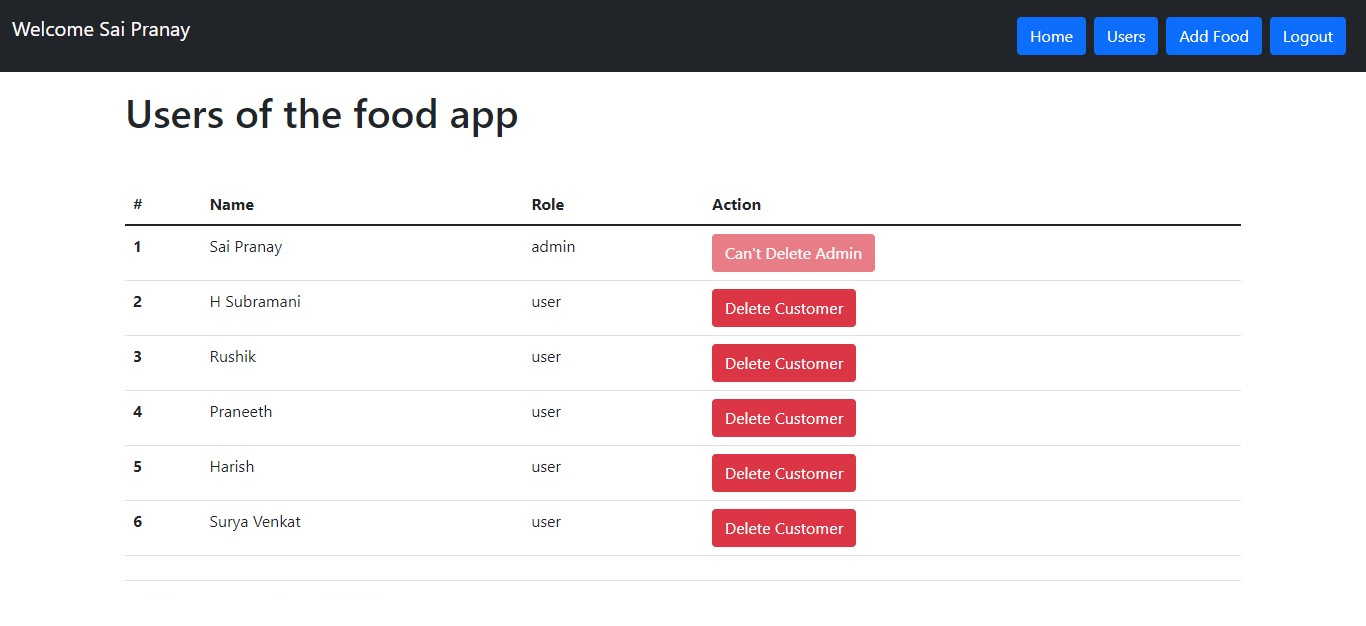 Welcome Sai Pranay Home Users Add Food Logout
Users of the food app
# Name Role Action
1 Sai Pranay admin Can't Delete Admin
2 H Subramani user Delete Customer
3 Rushik user Delete Customer
4 Praneeth user Delete Customer
5 Harish user Delete Customer
6 Surya Venkat user Delete Customer